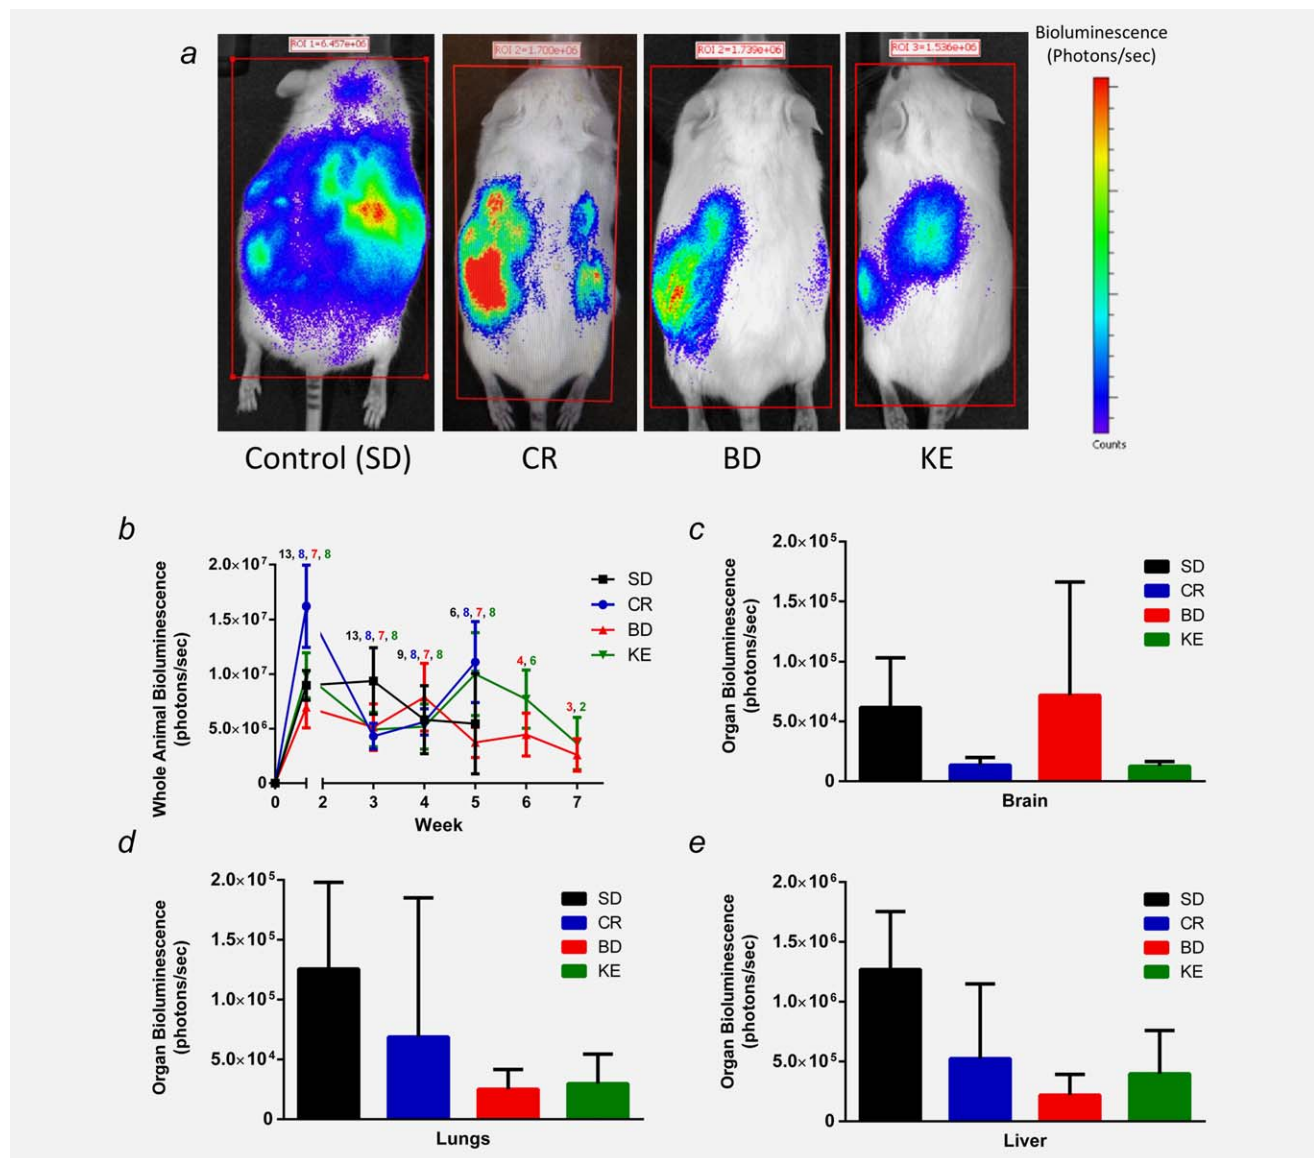 a
ROI 1=6.457e+06
ROI 2=1.700e+06
ROI 2=1.739e+06
ROI 3=1.536e+06
Bioluminescence
(Photons/sec)
Counts
Control (SD)
CR
BD
KE
b
Whole Animal Bioluminescence
(photons/sec)
2.0×10⁷
1.5×10⁷
1.0×10⁷
5.0×10⁶
0
13, 8, 7, 8
13, 8, 7, 8
9, 8, 7, 8
6, 8, 7, 8
4, 6
3, 2
0 2 3 4 5 6 7
Week
SD
CR
BD
KE
c
Organ Bioluminescence
(photons/sec)
2.0×10⁵
1.5×10⁵
1.0×10⁵
5.0×10⁴
0
Brain
SD
CR
BD
KE
d
Organ Bioluminescence
(photons/sec)
2.0×10⁵
1.5×10⁵
1.0×10⁵
5.0×10⁴
0
Lungs
SD
CR
BD
KE
e
Organ Bioluminescence
(photons/sec)
2.0×10⁶
1.5×10⁶
1.0×10⁶
5.0×10⁵
0
Liver
SD
CR
BD
KE